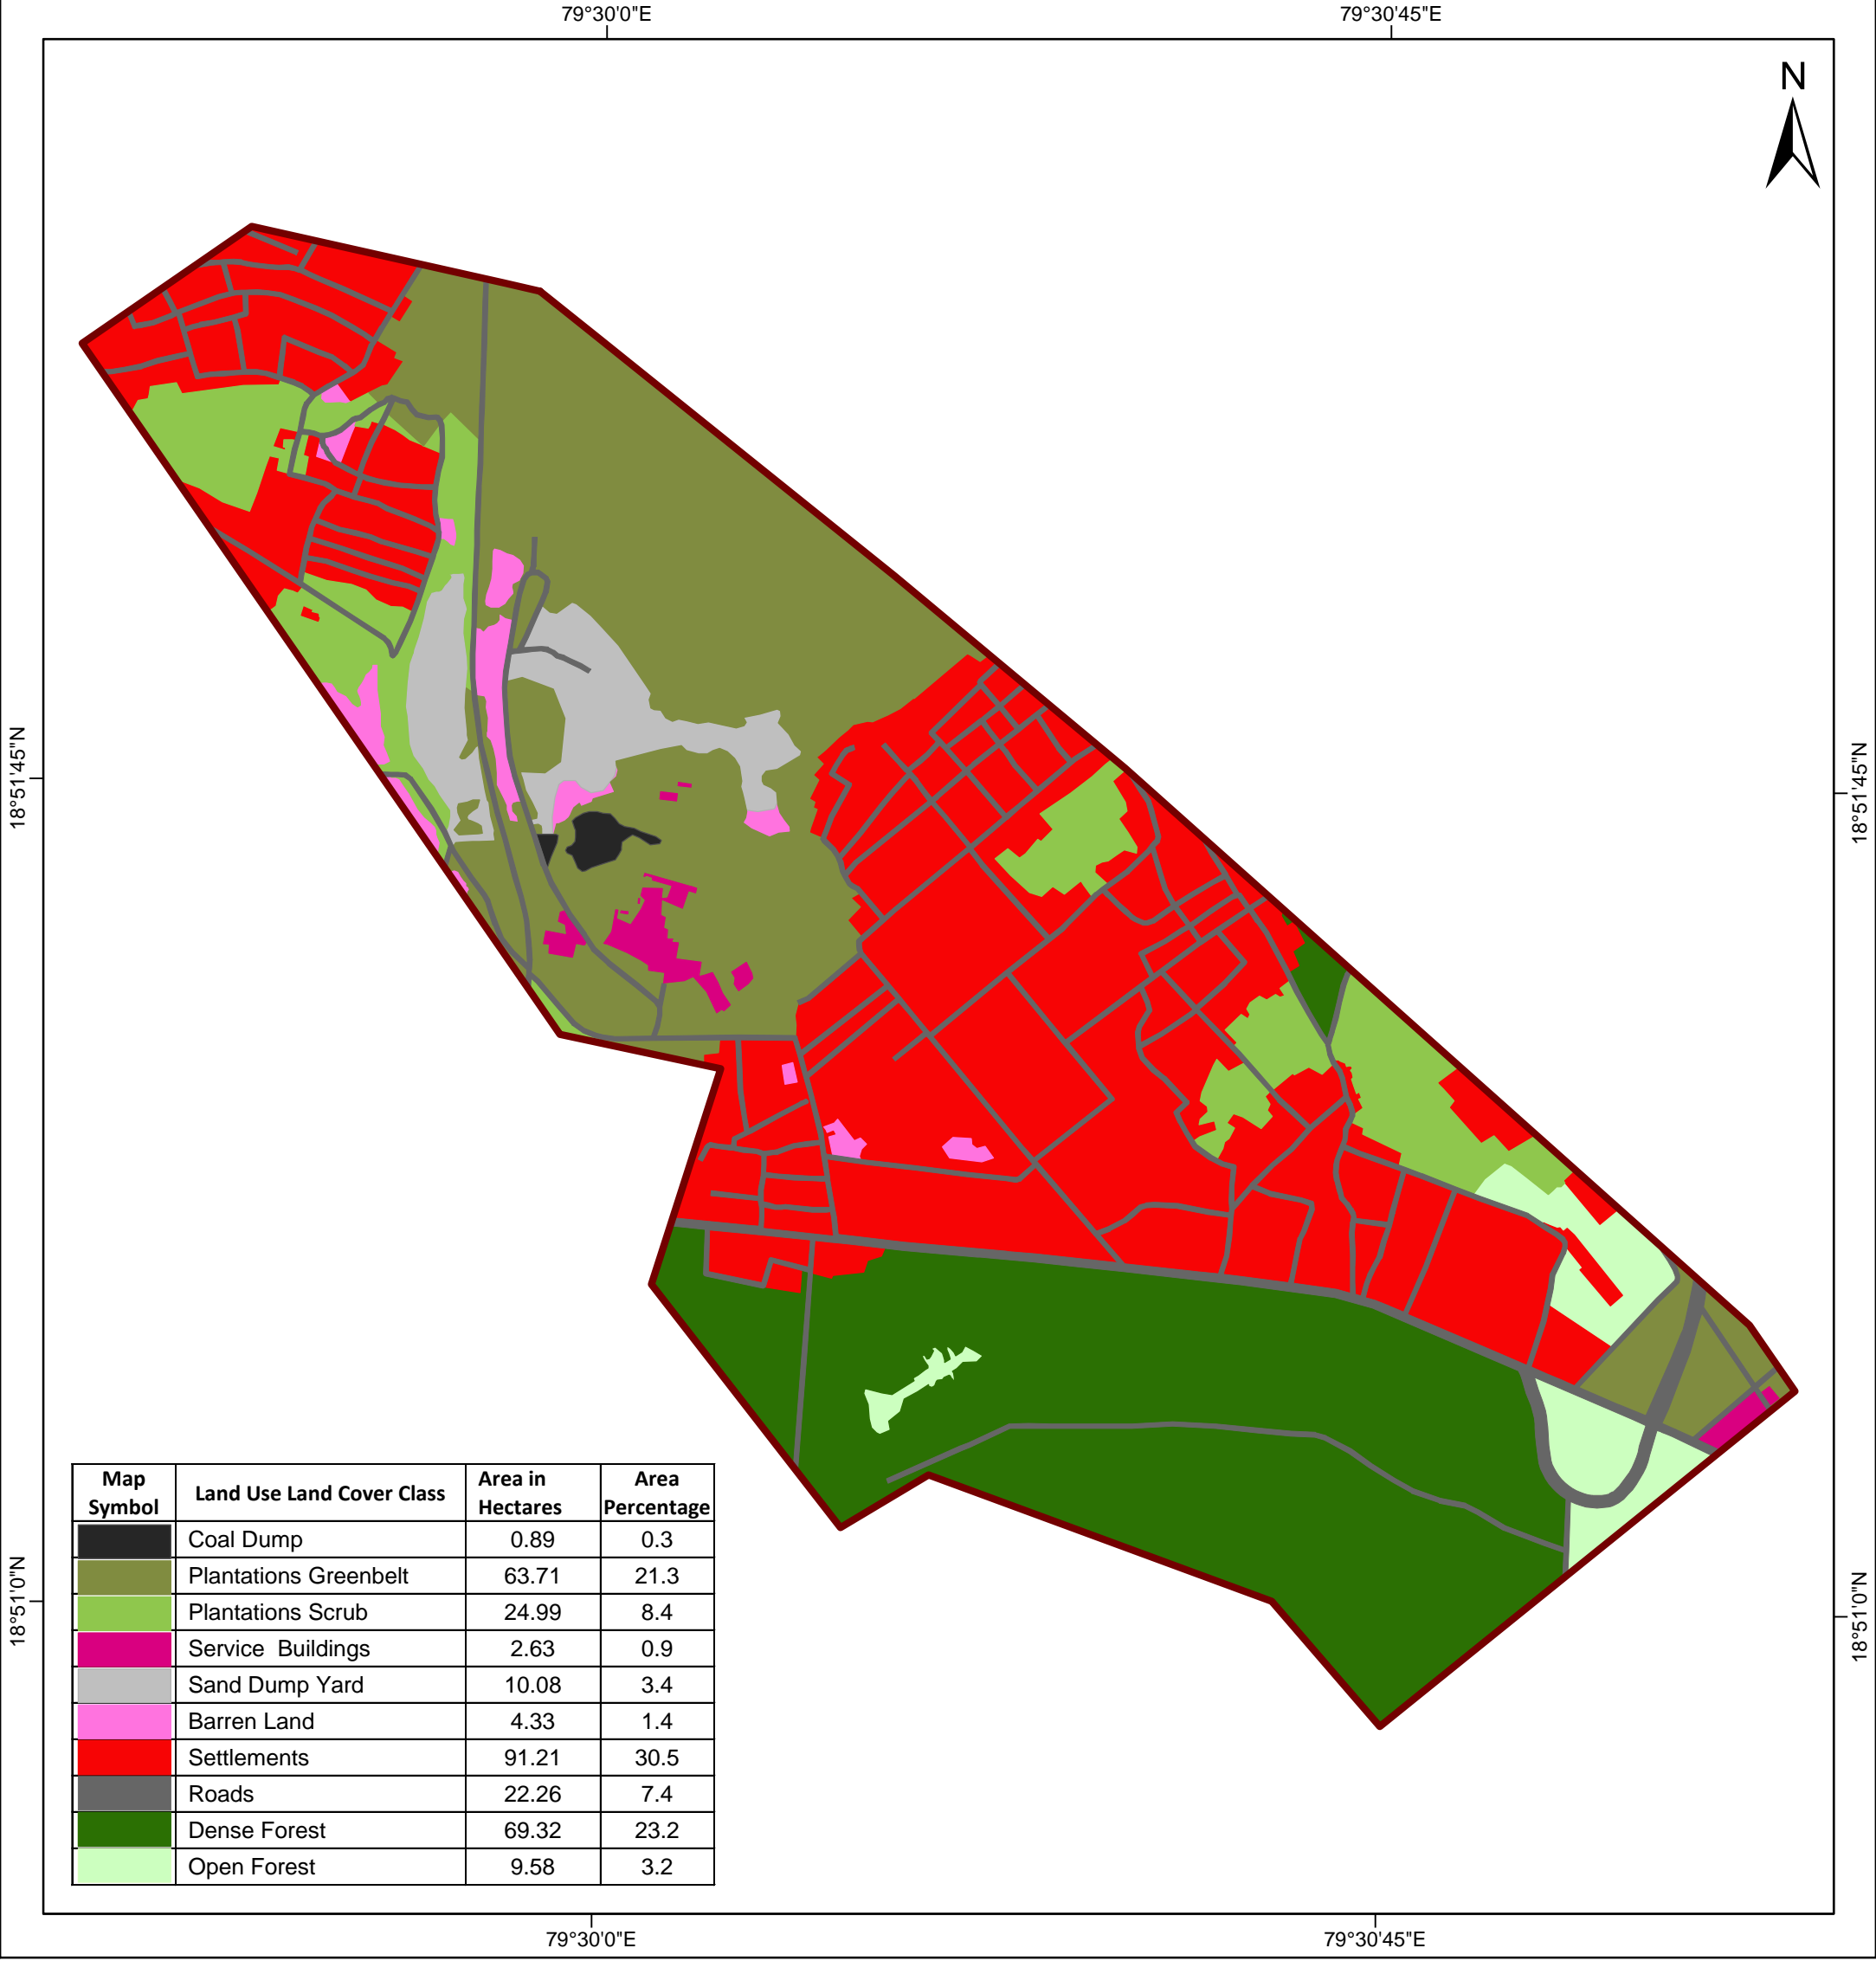 79°30'0"E 79°30'45"E
N
18°51'45"N 18°51'45"N
18°51'0"N 18°51'0"N
Map Symbol Land Use Land Cover Class Area in Hectares Area Percentage
Coal Dump 0.89 0.3
Plantations Greenbelt 63.71 21.3
Plantations Scrub 24.99 8.4
Service Buildings 2.63 0.9
Sand Dump Yard 10.08 3.4
Barren Land 4.33 1.4
Settlements 91.21 30.5
Roads 22.26 7.4
Dense Forest 69.32 23.2
Open Forest 9.58 3.2
79°30'0"E 79°30'45"E